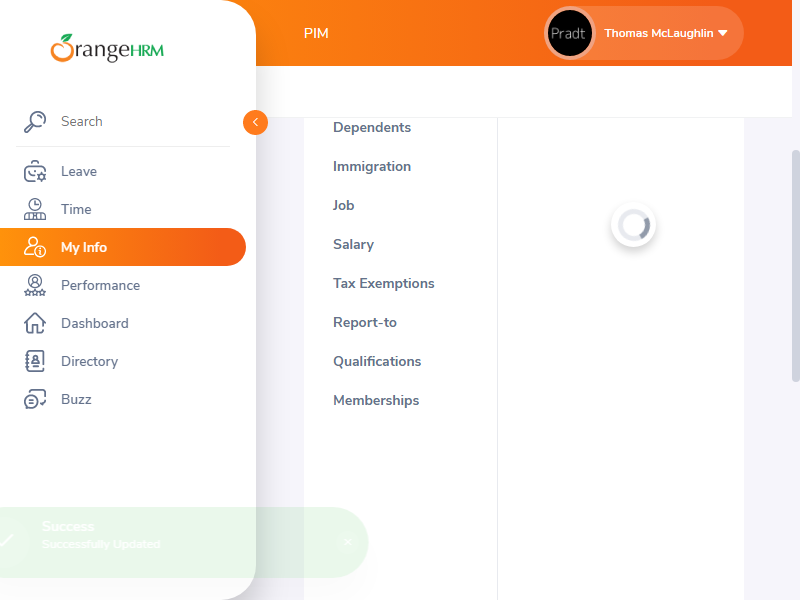 OrangeHRM
PIM
Pradt
Thomas McLaughlin
Search
Leave
Time
My Info
Performance
Dashboard
Directory
Buzz
Dependents
Immigration
Job
Salary
Tax Exemptions
Report-to
Qualifications
Memberships
Success
Successfully Updated